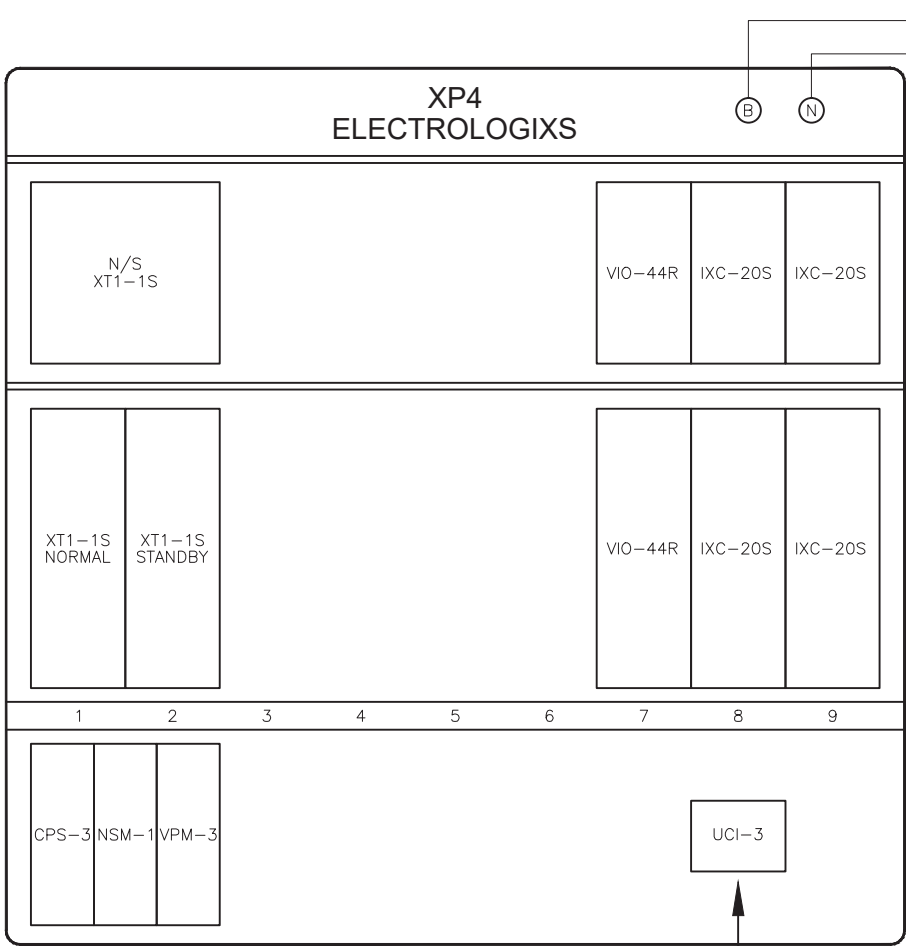 XP4
ELECTROLOGIXS
B
N
N/S
XT1-1S
VIO-44R
IXC-20S
IXC-20S
XT1-1S
NORMAL
XT1-1S
STANDBY
VIO-44R
IXC-20S
IXC-20S
1 2 3 4 5 6 7 8 9
CPS-3
NSM-1
VPM-3
UCI-3